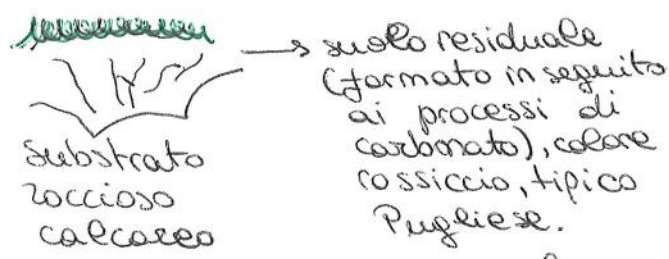 suolo residuale
(formato in seguito
ai processi di
carbonato), colore
rossiccio, tipico
Pugliese.
substrato
roccioso
calcareo